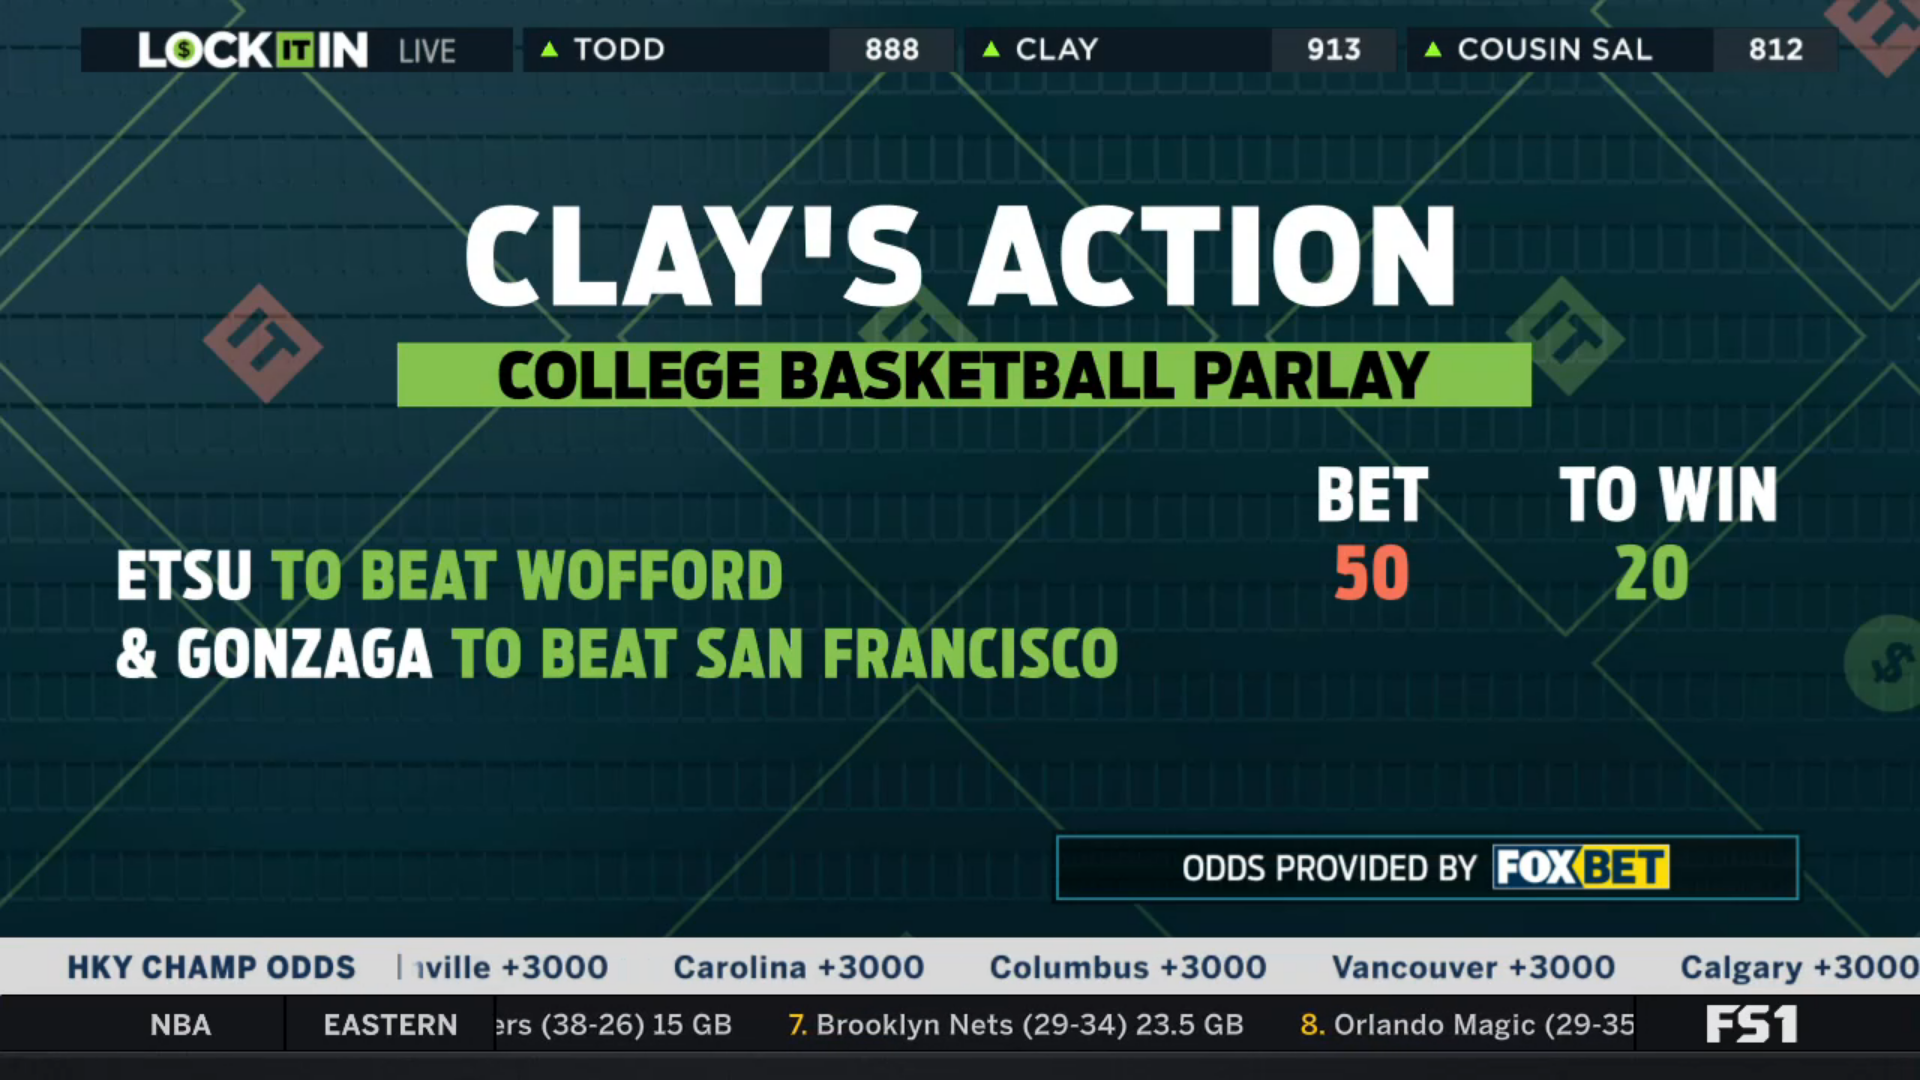 LOCK IT IN LIVE TODD 888 CLAY 913 COUSIN SAL 812
CLAY'S ACTION
COLLEGE BASKETBALL PARLAY
BET TO WIN
ETSU TO BEAT WOFFORD 50 20
& GONZAGA TO BEAT SAN FRANCISCO
ODDS PROVIDED BY FOX BET
HKY CHAMP ODDS ville +3000 Carolina +3000 Columbus +3000 Vancouver +3000 Calgary +3000
NBA EASTERN ers (38-26) 15 GB 7. Brooklyn Nets (29-34) 23.5 GB 8. Orlando Magic (29-35 FS1